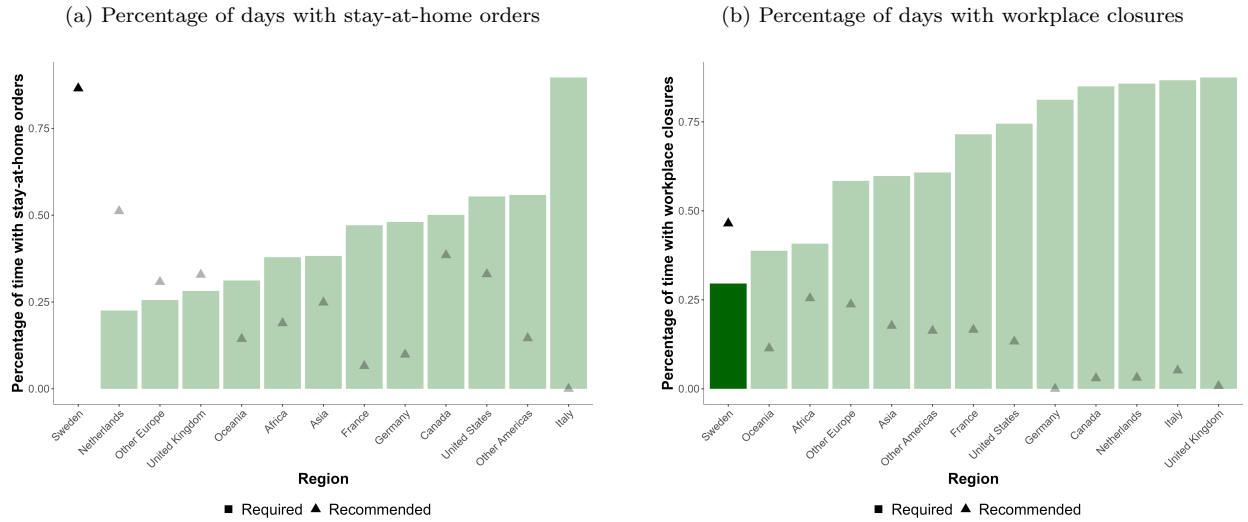 (a) Percentage of days with stay-at-home orders
Percentage of time with stay-at-home orders
0.75
0.50
0.25
0.00
Sweden
Netherlands
Other Europe
United Kingdom
Oceania
Africa
Asia
France
Germany
Canada
United States
Other Americas
Italy
Region
Required
Recommended
(b) Percentage of days with workplace closures
Percentage of time with workplace closures
0.75
0.50
0.25
0.00
Sweden
Oceania
Africa
Other Europe
Asia
Other Americas
France
United States
Germany
Canada
Netherlands
Italy
United Kingdom
Region
Required
Recommended